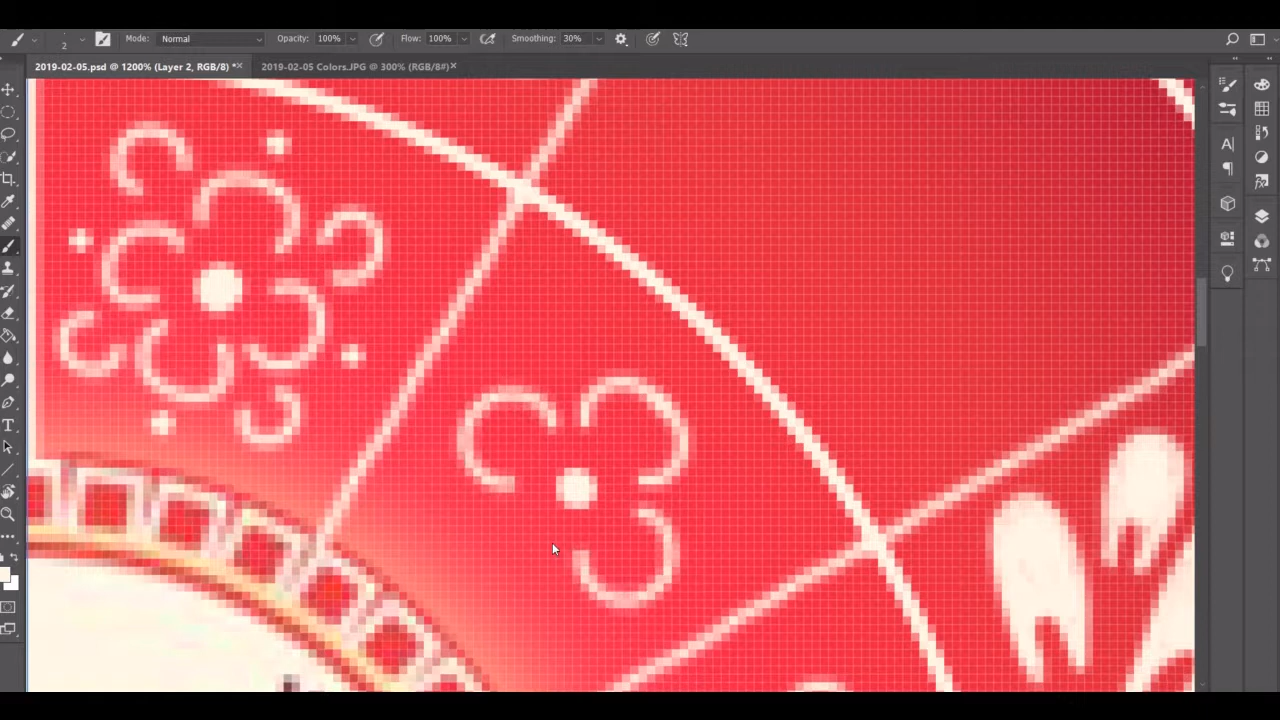 2 Mode: Normal Opacity: 100% Flow: 100% Smoothing: 30%
2019-02-05.psd @ 1200% (Layer 2, RGB/8) * 2019-02-05 Colors.JPG @ 300% (RGB/8#)